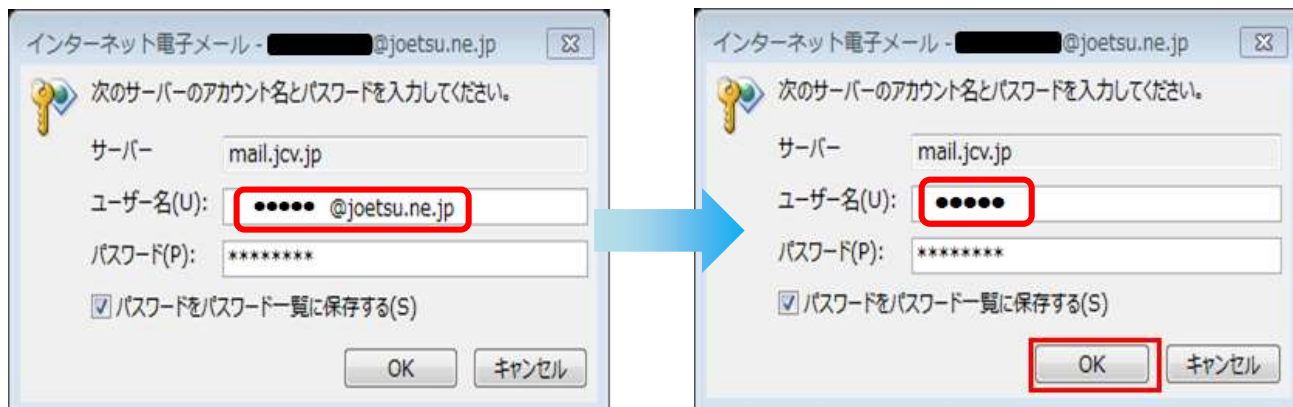 インターネット電子メール - @joetsu.ne.jp
次のサーバーのアカウント名とパスワードを入力してください。
サーバー mail.jcv.jp
ユーザー名(U): ●●●●● @joetsu.ne.jp
パスワード(P): ********
パスワードをパスワード一覧に保存する(S)
OK キャンセル
インターネット電子メール - @joetsu.ne.jp
次のサーバーのアカウント名とパスワードを入力してください。
サーバー mail.jcv.jp
ユーザー名(U): ●●●●●
パスワード(P): ********
パスワードをパスワード一覧に保存する(S)
OK キャンセル